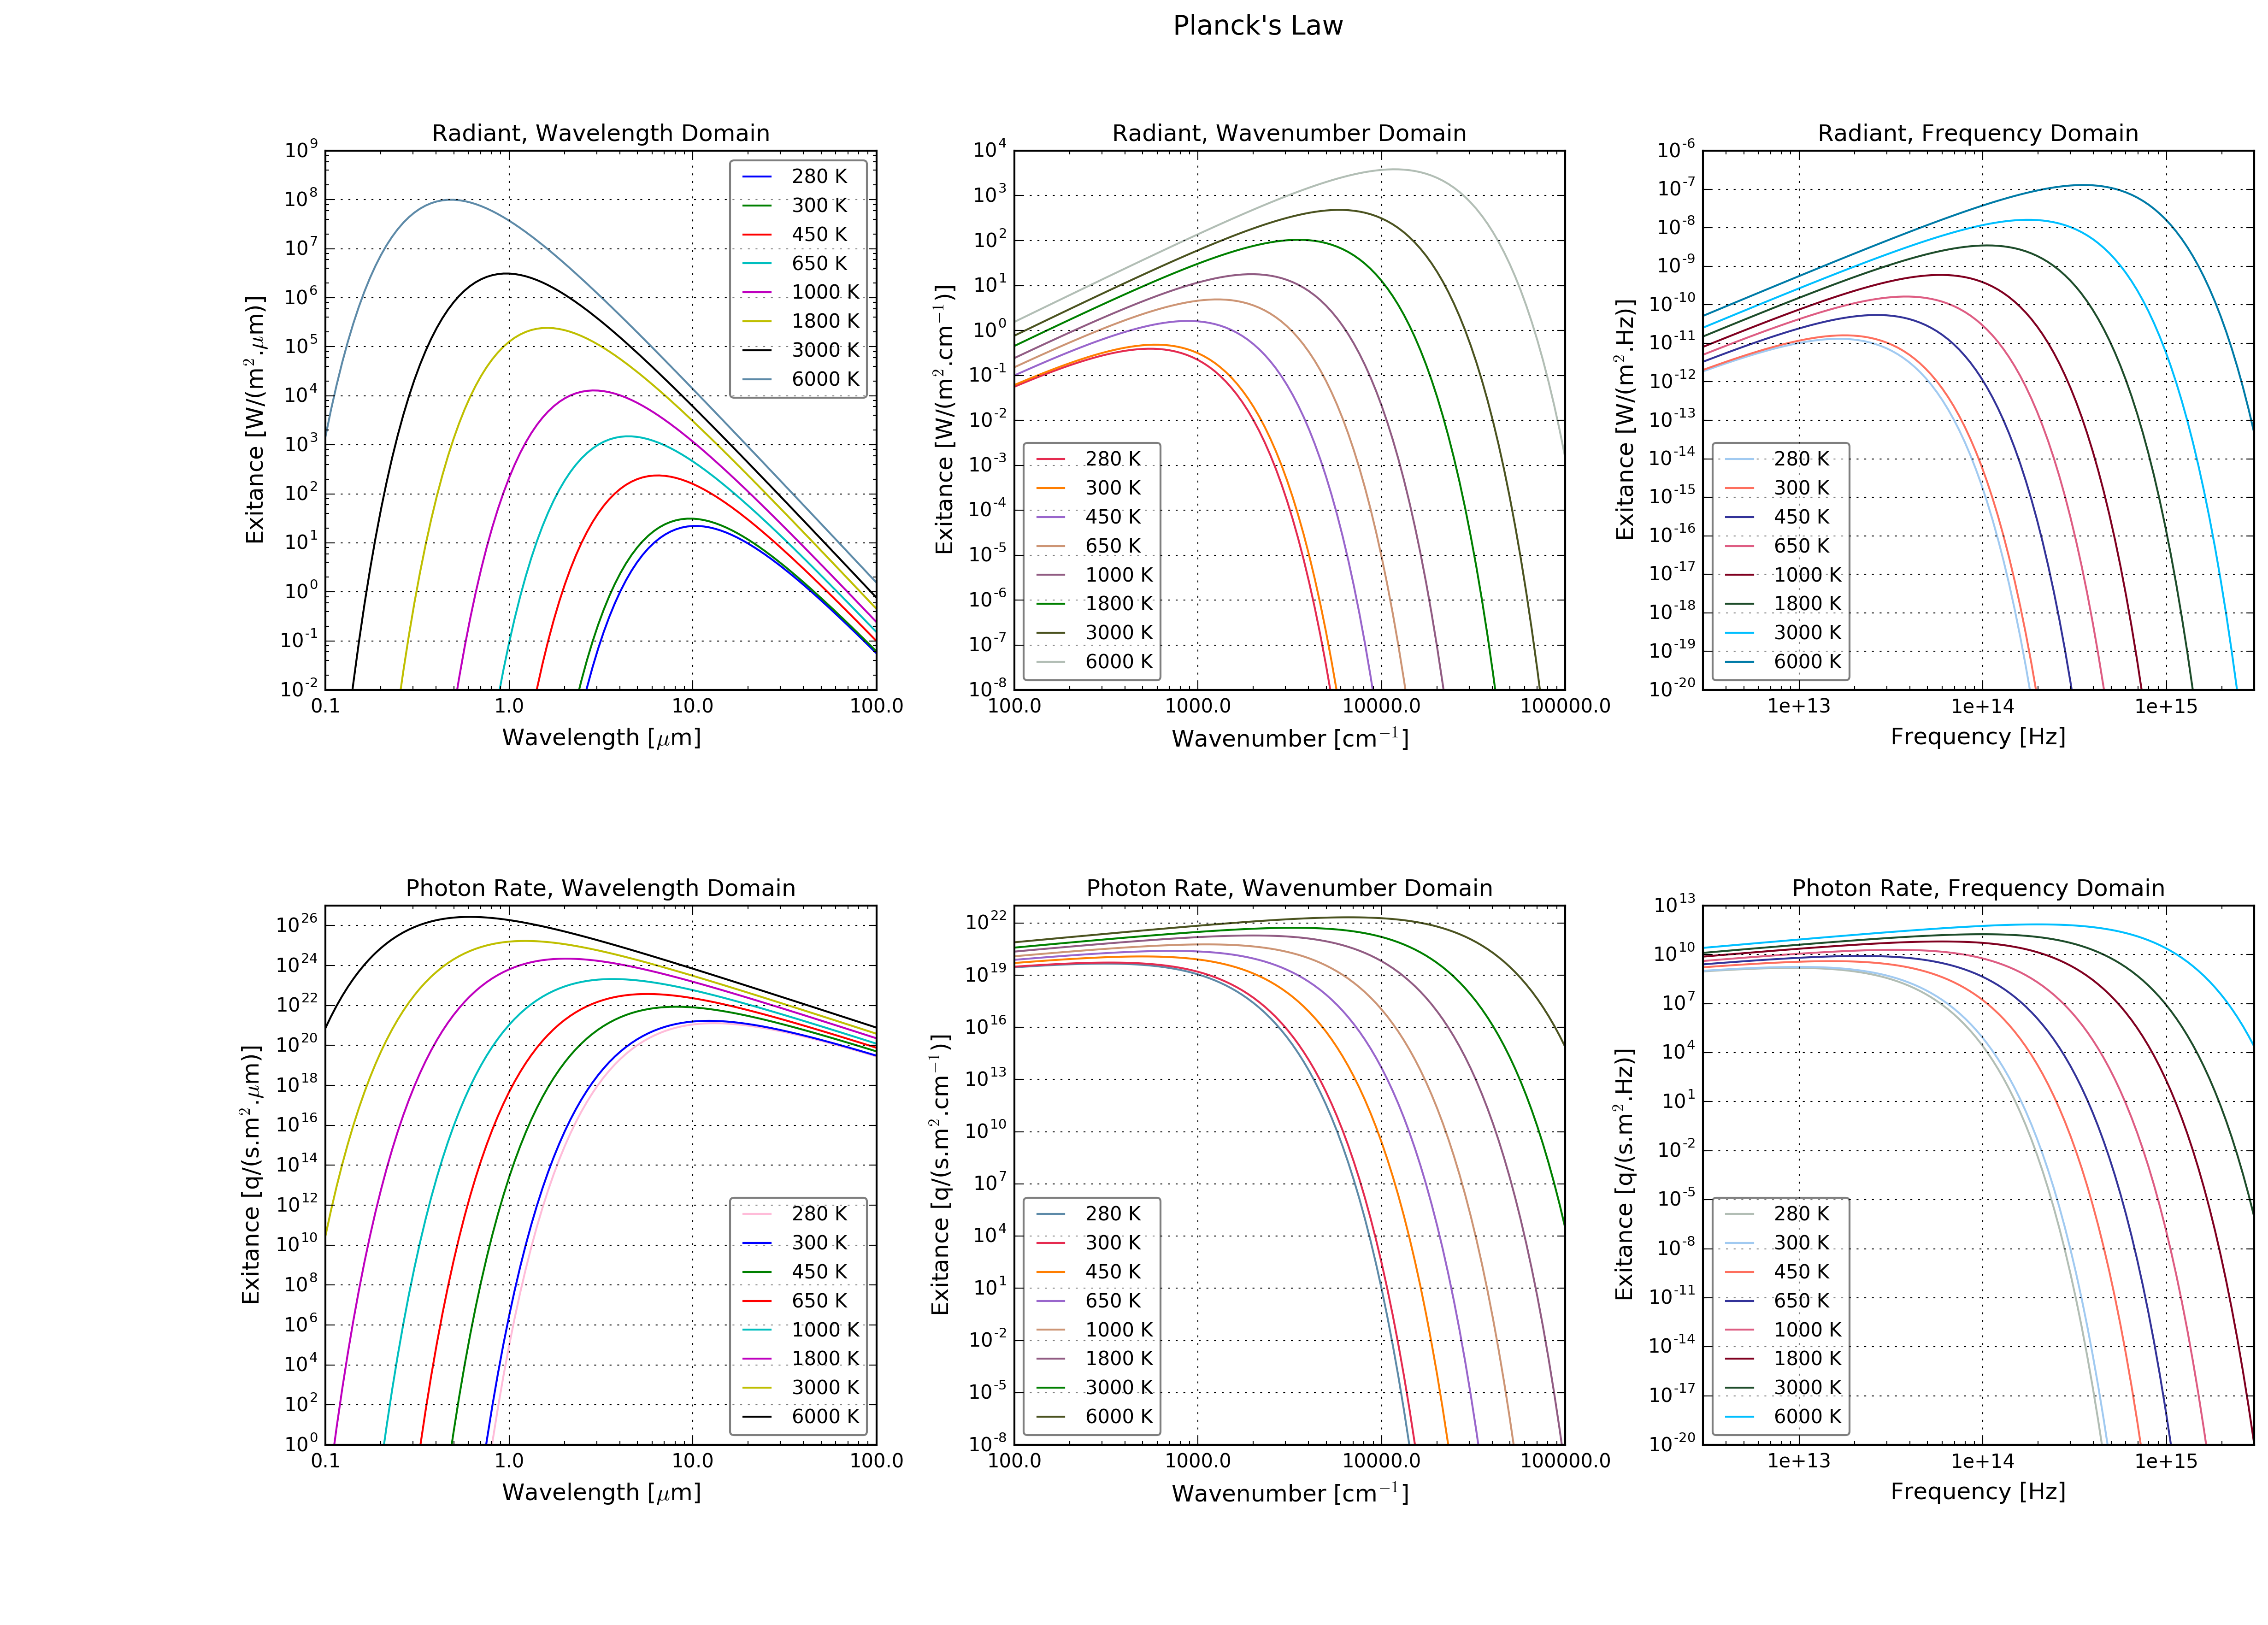 Planck's Law
Radiant, Wavelength Domain
10^9
10^8
10^7
10^6
10^5
10^4
10^3
10^2
10^1
10^0
10^-1
10^-2
Exitance [W/(m^2.μm)]
280 K
300 K
450 K
650 K
1000 K
1800 K
3000 K
6000 K
0.1 1.0 10.0 100.0
Wavelength [μm]
Radiant, Wavenumber Domain
10^4
10^3
10^2
10^1
10^0
10^-1
10^-2
10^-3
10^-4
10^-5
10^-6
10^-7
10^-8
Exitance [W/(m^2.cm^−1)]
280 K
300 K
450 K
650 K
1000 K
1800 K
3000 K
6000 K
100.0 1000.0 10000.0 100000.0
Wavenumber [cm^−1]
Radiant, Frequency Domain
10^-6
10^-7
10^-8
10^-9
10^-10
10^-11
10^-12
10^-13
10^-14
10^-15
10^-16
10^-17
10^-18
10^-19
10^-20
Exitance [W/(m^2.Hz)]
280 K
300 K
450 K
650 K
1000 K
1800 K
3000 K
6000 K
1e+13 1e+14 1e+15
Frequency [Hz]
Photon Rate, Wavelength Domain
10^26
10^24
10^22
10^20
10^18
10^16
10^14
10^12
10^10
10^8
10^6
10^4
10^2
10^0
Exitance [q/(s.m^2.μm)]
280 K
300 K
450 K
650 K
1000 K
1800 K
3000 K
6000 K
0.1 1.0 10.0 100.0
Wavelength [μm]
Photon Rate, Wavenumber Domain
10^22
10^19
10^16
10^13
10^10
10^7
10^4
10^1
10^-2
10^-5
10^-8
Exitance [q/(s.m^2.cm^−1)]
280 K
300 K
450 K
650 K
1000 K
1800 K
3000 K
6000 K
100.0 1000.0 10000.0 100000.0
Wavenumber [cm^−1]
Photon Rate, Frequency Domain
10^13
10^10
10^7
10^4
10^1
10^-2
10^-5
10^-8
10^-11
10^-14
10^-17
10^-20
Exitance [q/(s.m^2.Hz)]
280 K
300 K
450 K
650 K
1000 K
1800 K
3000 K
6000 K
1e+13 1e+14 1e+15
Frequency [Hz]